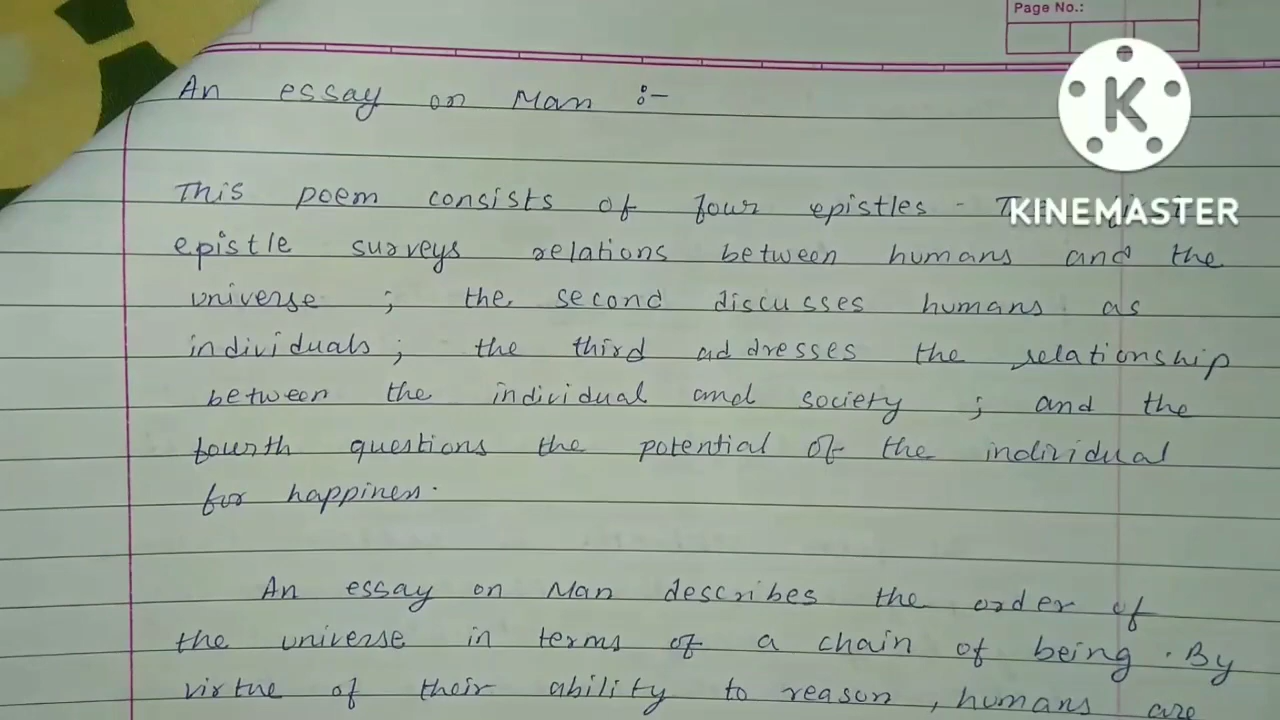 Page No.:
An essay on Man :-
K
KINEMASTER
This poem consists of four epistles -
epistle surveys relations between humans and the
universe ; the second discusses humans as
individuals ; the third addresses the relationship
between the individual and society ; and the
fourth questions the potential of the individual
for happiness.
An essay on Man describes the order of
the universe in terms of a chain of being . By
virtue of their ability to reason , humans are